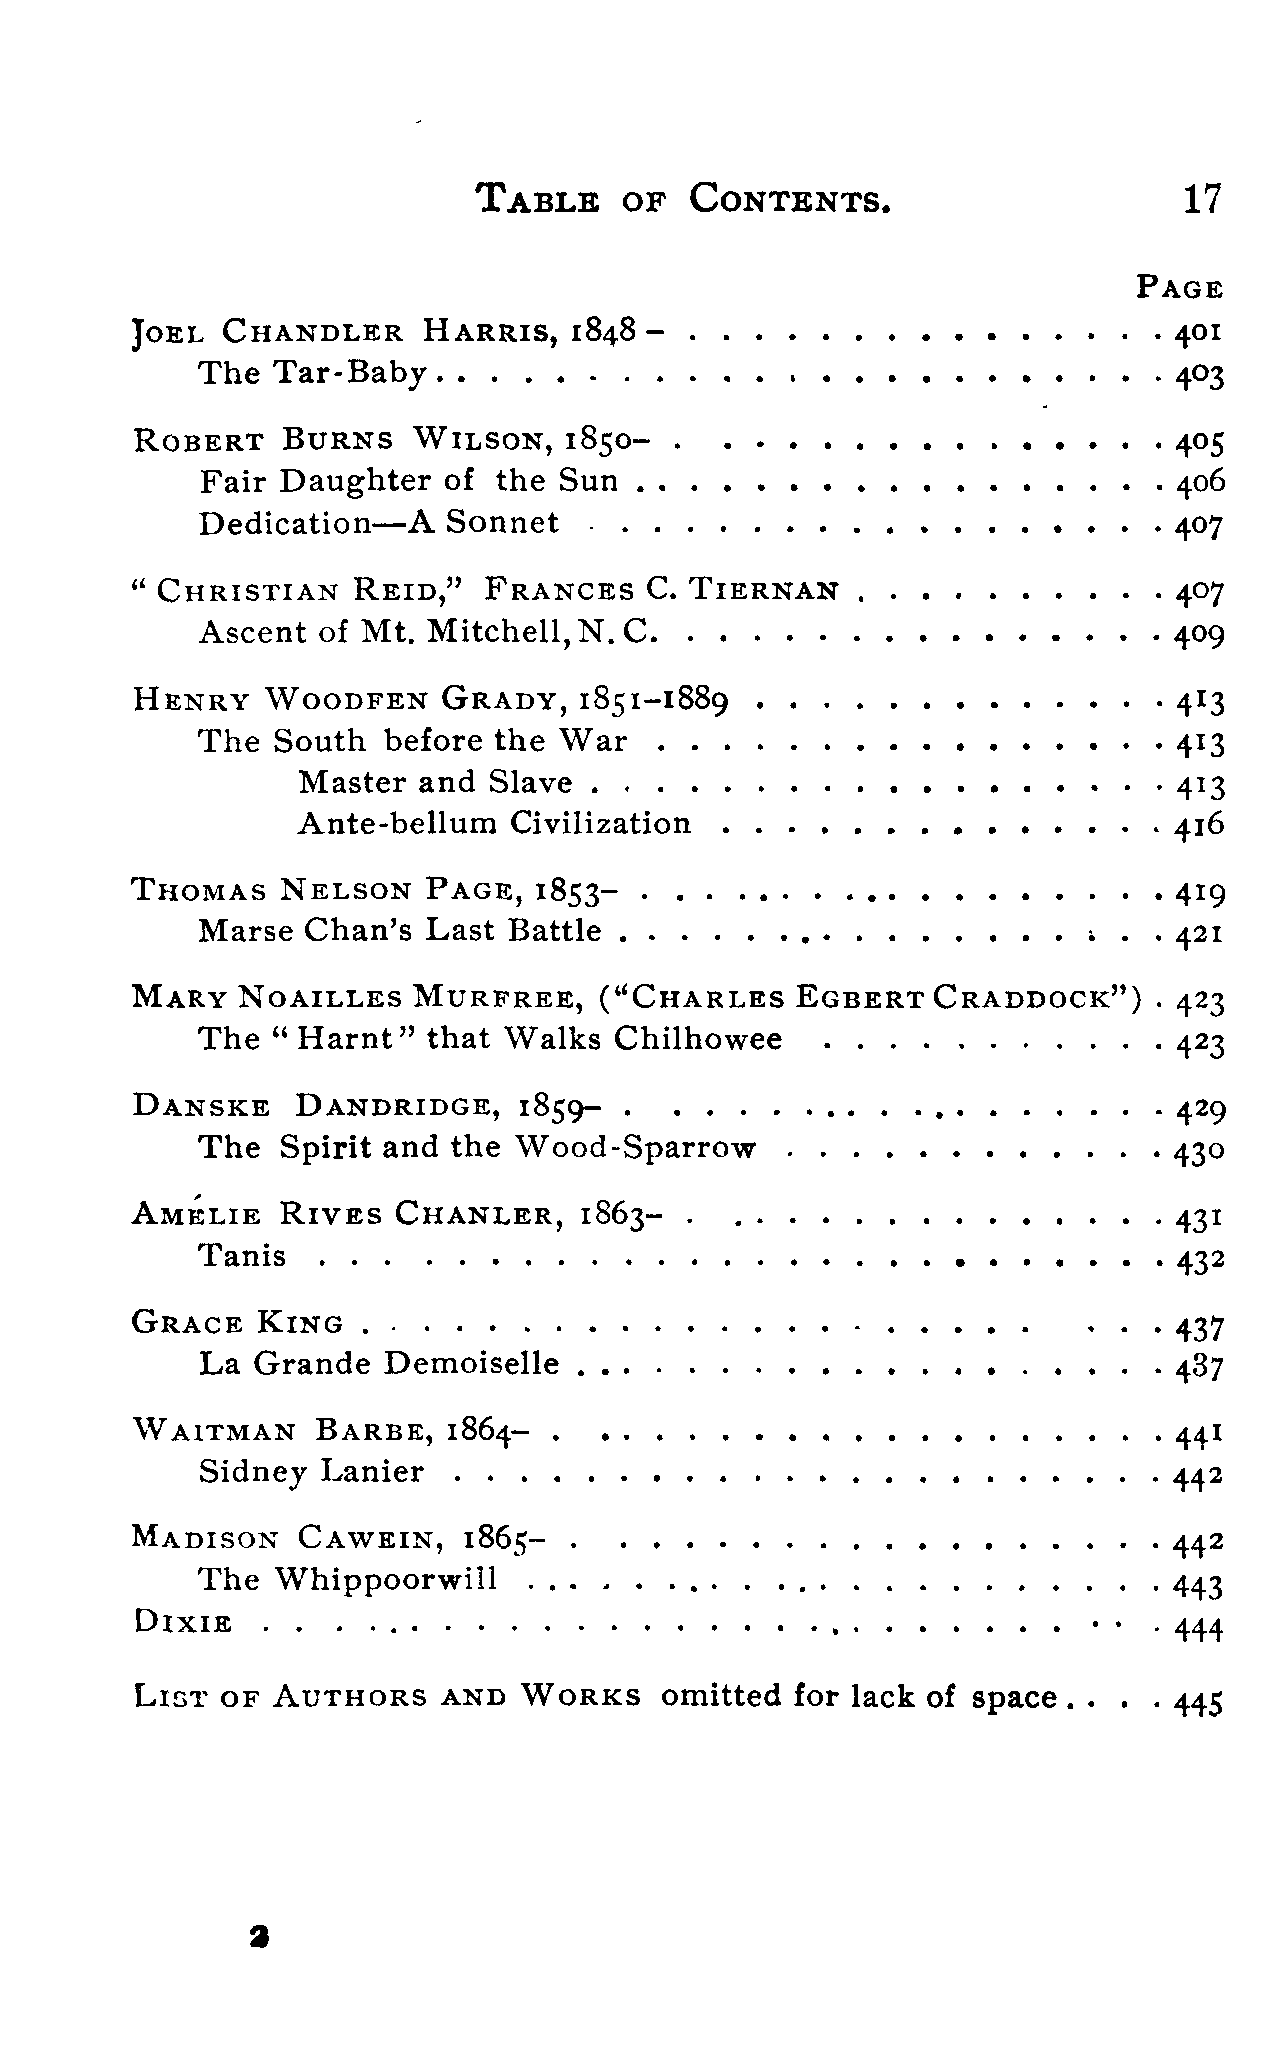 TABLE OF CONTENTS. 17
PAGE
JOEL CHANDLER HARRIS, 1848– . . . . . . . . . . . . . . . 401
The Tar-Baby . . . . . . . . . . . . . . . . . . . . . . 403
ROBERT BURNS WILSON, 1850– . . . . . . . . . . . . . . . 405
Fair Daughter of the Sun . . . . . . . . . . . . . . . . . 406
Dedication—A Sonnet . . . . . . . . . . . . . . . . . . 407
"CHRISTIAN REID," FRANCES C. TIERNAN . . . . . . . . . . 407
Ascent of Mt. Mitchell, N. C. . . . . . . . . . . . . . . . 409
HENRY WOODFEN GRADY, 1851–1889 . . . . . . . . . . . . . 413
The South before the War . . . . . . . . . . . . . . . . 413
Master and Slave . . . . . . . . . . . . . . . . . . 413
Ante-bellum Civilization . . . . . . . . . . . . . . 416
THOMAS NELSON PAGE, 1853– . . . . . . . . . . . . . . . . 419
Marse Chan's Last Battle . . . . . . . . . . . . . . . . . 421
MARY NOAILLES MURFREE, ("CHARLES EGBERT CRADDOCK") . 423
The "Harnt" that Walks Chilhowee . . . . . . . . . . . 423
DANSKE DANDRIDGE, 1859– . . . . . . . . . . . . . . . . . 429
The Spirit and the Wood-Sparrow . . . . . . . . . . . . 430
AMÉLIE RIVES CHANLER, 1863– . . . . . . . . . . . . . . . 431
Tanis . . . . . . . . . . . . . . . . . . . . . . . . . . 432
GRACE KING . . . . . . . . . . . . . . . . . . . . . . . . 437
La Grande Demoiselle . . . . . . . . . . . . . . . . . . 437
WAITMAN BARBE, 1864– . . . . . . . . . . . . . . . . . . . 441
Sidney Lanier . . . . . . . . . . . . . . . . . . . . . . 442
MADISON CAWEIN, 1865– . . . . . . . . . . . . . . . . . . 442
The Whippoorwill . . . . . . . . . . . . . . . . . . . . 443
DIXIE . . . . . . . . . . . . . . . . . . . . . . . . . . . 444
LIST OF AUTHORS AND WORKS omitted for lack of space . . . . 445
2